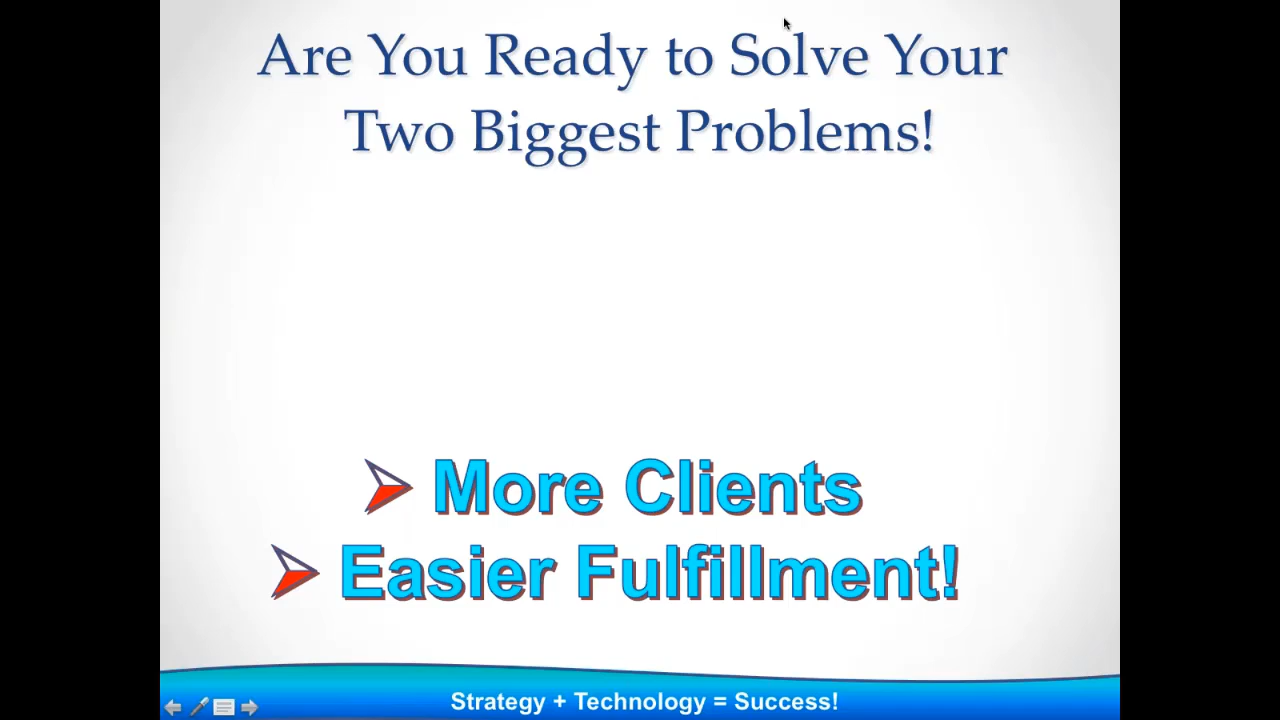 Are You Ready to Solve Your
Two Biggest Problems!
More Clients
Easier Fulfillment!
Strategy + Technology = Success!